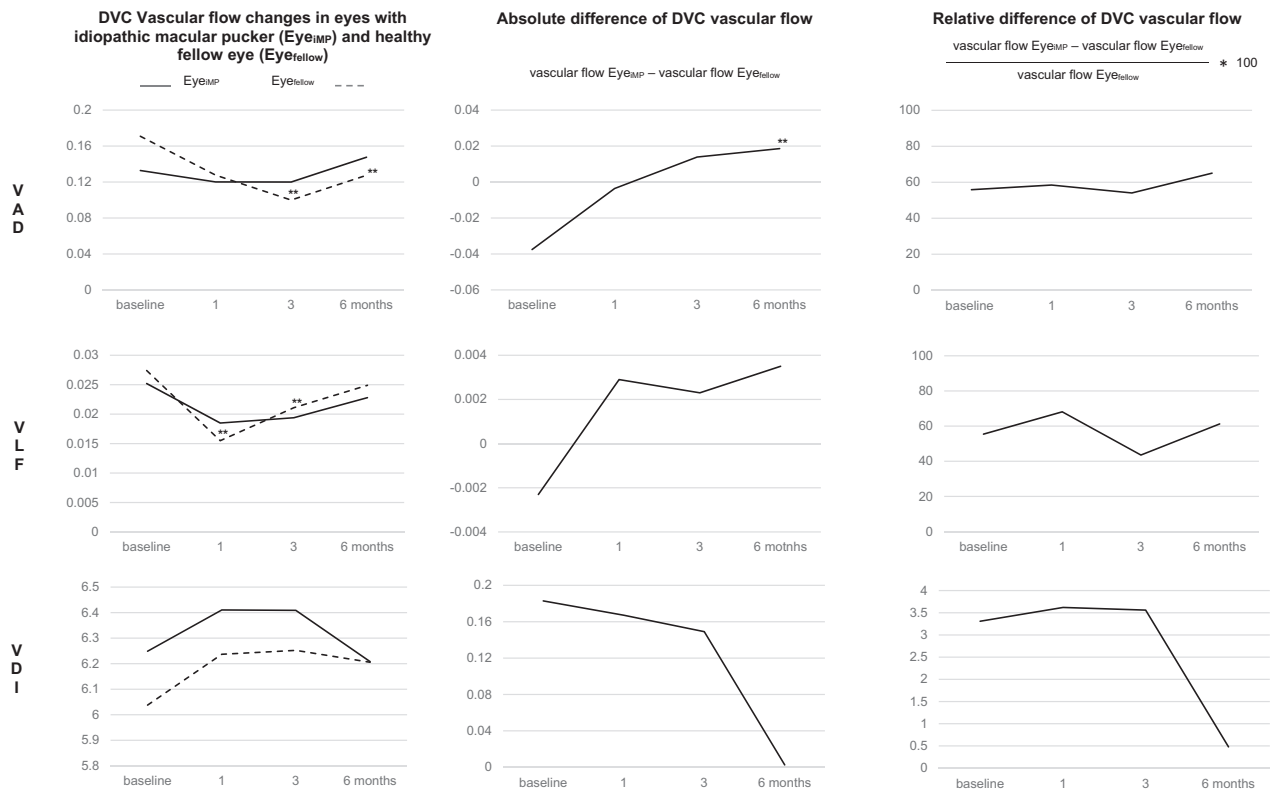 DVC Vascular flow changes in eyes with
idiopathic macular pucker (EyeiMP) and healthy
fellow eye (Eyefellow)
EyeiMP Eyefellow
Absolute difference of DVC vascular flow
vascular flow EyeiMP – vascular flow Eyefellow
Relative difference of DVC vascular flow
vascular flow EyeiMP – vascular flow Eyefellow
vascular flow Eyefellow
* 100
V
A
D
0.2
0.16
0.12
0.08
0.04
0
**
**
baseline 1 3 6 months
0.04
0.02
0
-0.02
-0.04
-0.06
**
baseline 1 3 6 months
100
80
60
40
20
0
baseline 1 3 6 months
V
L
F
0.03
0.025
0.02
0.015
0.01
0.005
0
**
**
baseline 1 3 6 months
0.004
0.002
0
-0.002
-0.004
baseline 1 3 6 motnhs
100
80
60
40
20
0
baseline 1 3 6 months
V
D
I
6.5
6.4
6.3
6.2
6.1
6
5.9
5.8
baseline 1 3 6 months
0.2
0.16
0.12
0.08
0.04
0
baseline 1 3 6 months
4
3.5
3
2.5
2
1.5
1
0.5
0
baseline 1 3 6 months